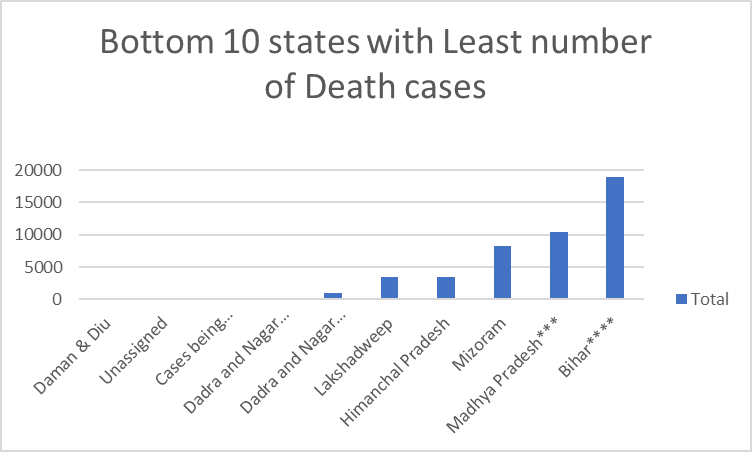 Bottom 10 states with Least number
of Death cases
20000
15000
10000
5000
0
Daman & Diu
Unassigned
Cases being...
Dadra and Nagar...
Dadra and Nagar...
Lakshadweep
Himanchal Pradesh
Mizoram
Madhya Pradesh***
Bihar****
Total